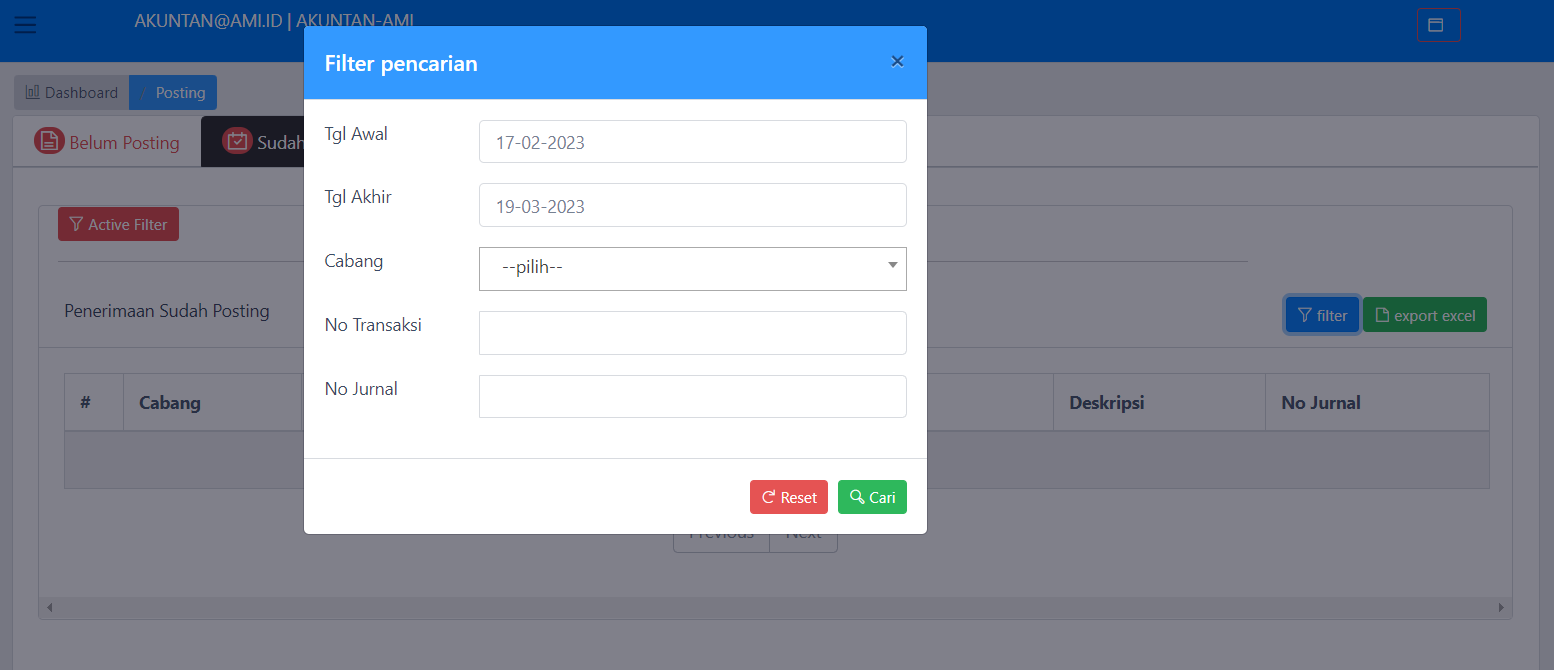 AKUNTAN@AMI.ID | AKUNTAN-AMI
Filter pencarian
×
Dashboard / Posting
Belum Posting
Sudah
Tgl Awal
17-02-2023
Tgl Akhir
19-03-2023
Active Filter
Cabang
--pilih--
Penerimaan Sudah Posting
No Transaksi
filter
export excel
No Jurnal
# Cabang Deskripsi No Jurnal
Reset
Cari
Previous Next